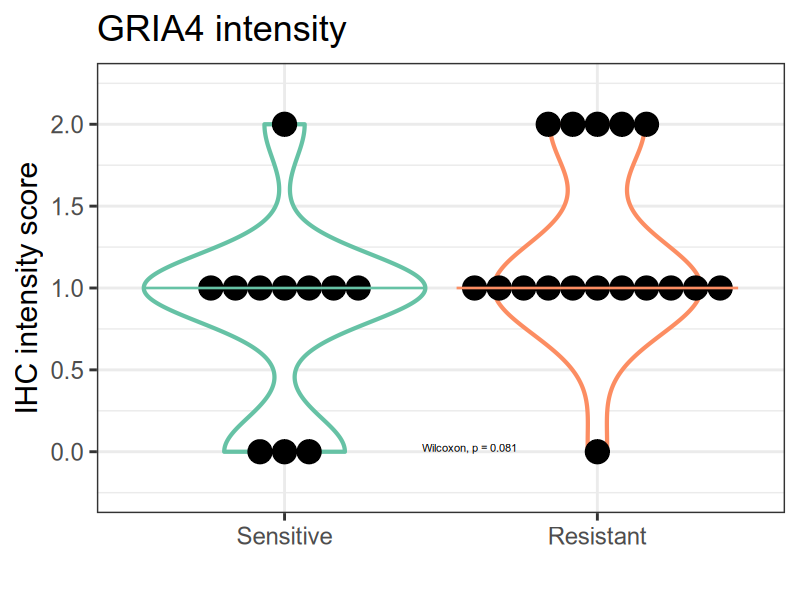 GRIA4 intensity
IHC intensity score
2.0
1.5
1.0
0.5
0.0
Wilcoxon, p = 0.081
Sensitive
Resistant